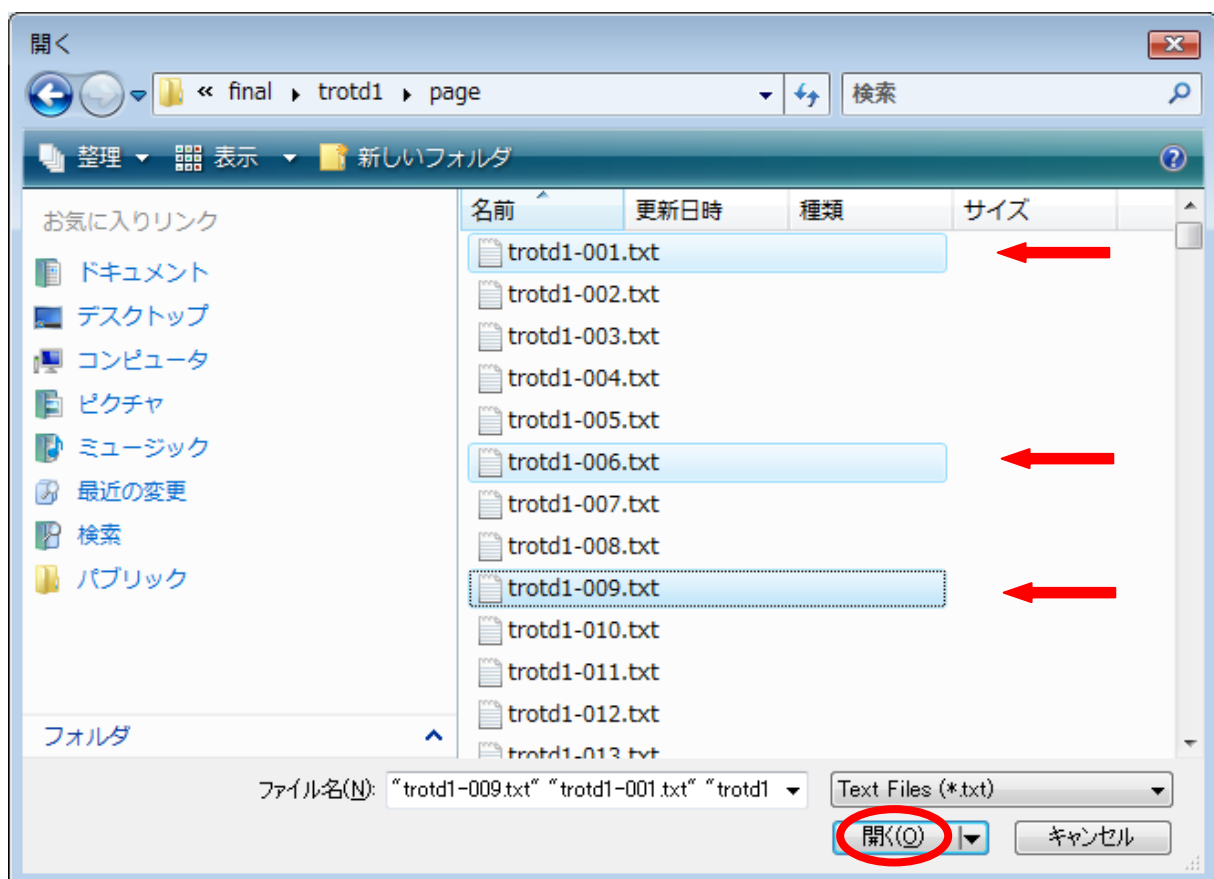 開く
« final ▸ trotd1 ▸ page
検索
整理 表示 新しいフォルダ
お気に入りリンク
ドキュメント
デスクトップ
コンピュータ
ピクチャ
ミュージック
最近の変更
検索
パブリック
フォルダ
名前 更新日時 種類 サイズ
trotd1-001.txt
trotd1-002.txt
trotd1-003.txt
trotd1-004.txt
trotd1-005.txt
trotd1-006.txt
trotd1-007.txt
trotd1-008.txt
trotd1-009.txt
trotd1-010.txt
trotd1-011.txt
trotd1-012.txt
trotd1-013.txt
ファイル名(N): "trotd1-009.txt" "trotd1-001.txt" "trotd1
Text Files (*.txt)
開く(O) キャンセル